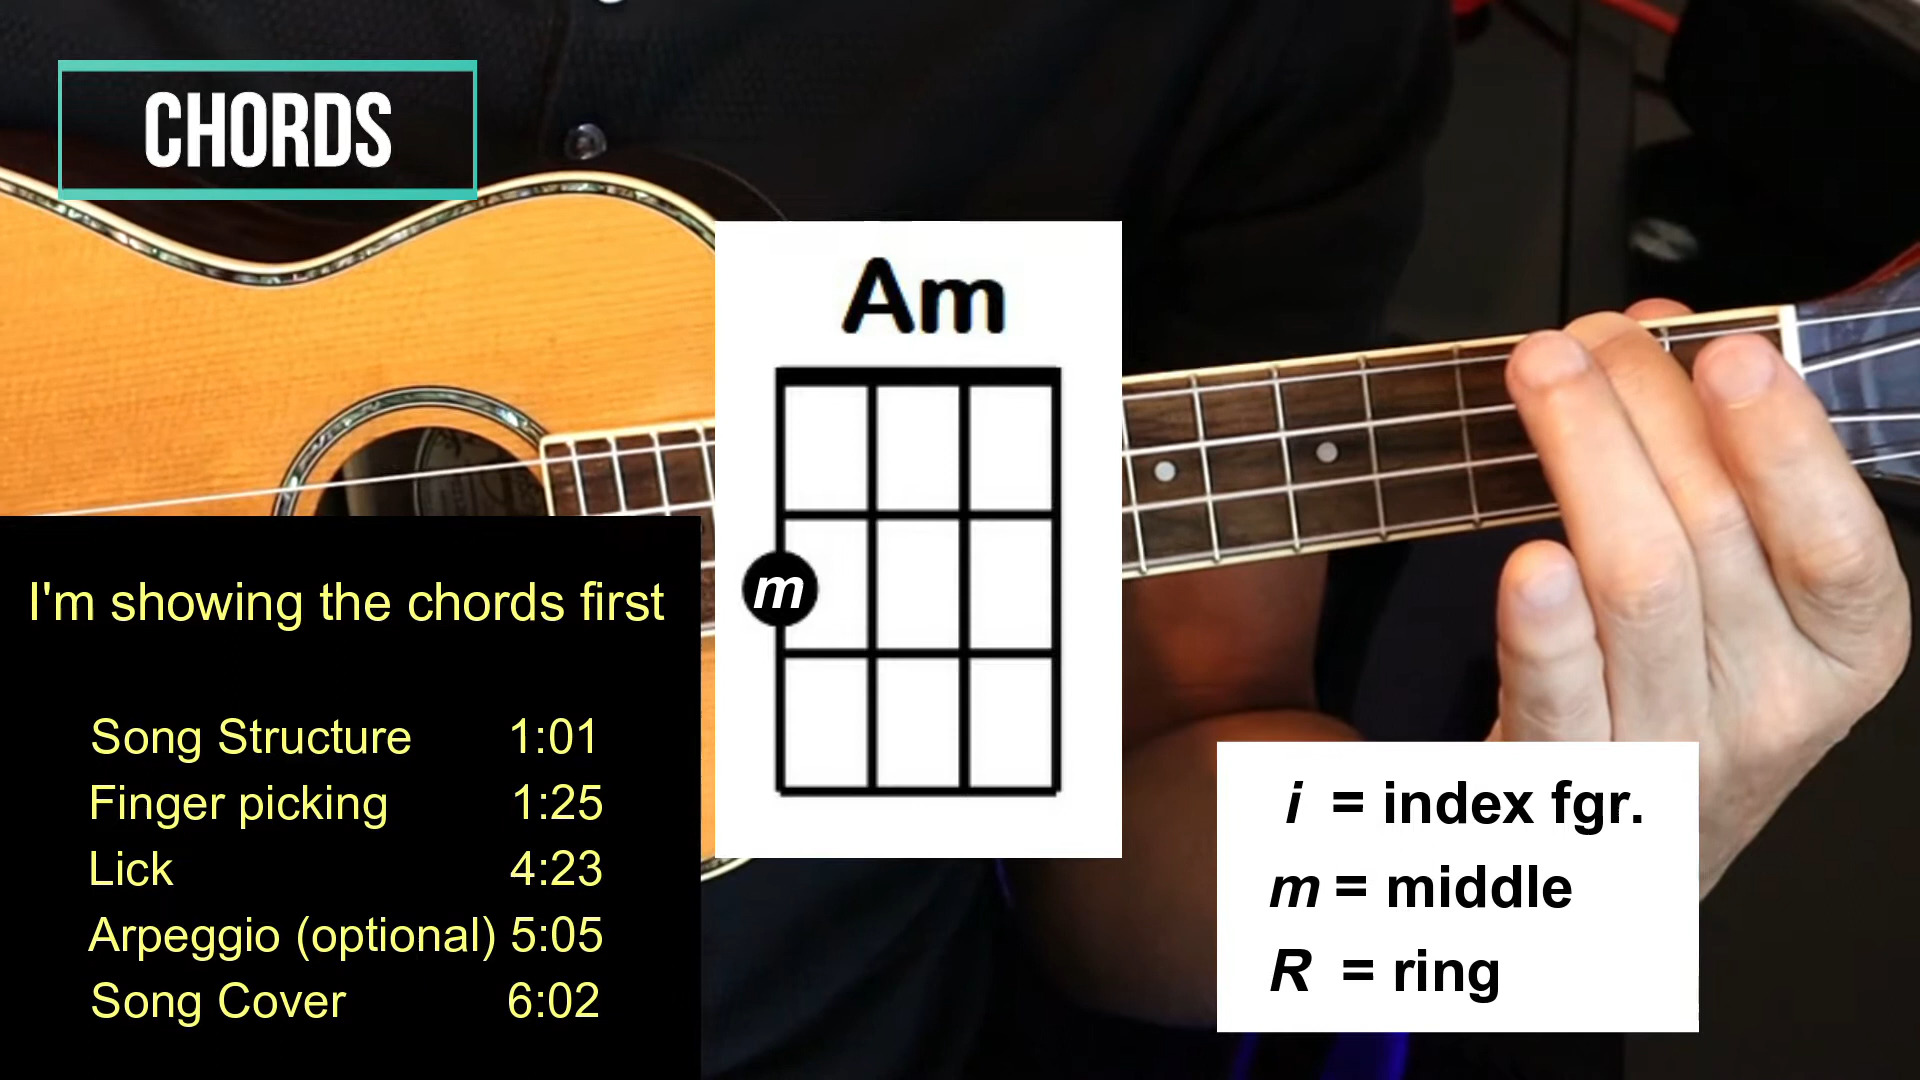 CHORDS
Am
m
I'm showing the chords first
Song Structure 1:01
Finger picking 1:25
Lick 4:23
Arpeggio (optional) 5:05
Song Cover 6:02
i = index fgr.
m = middle
R = ring